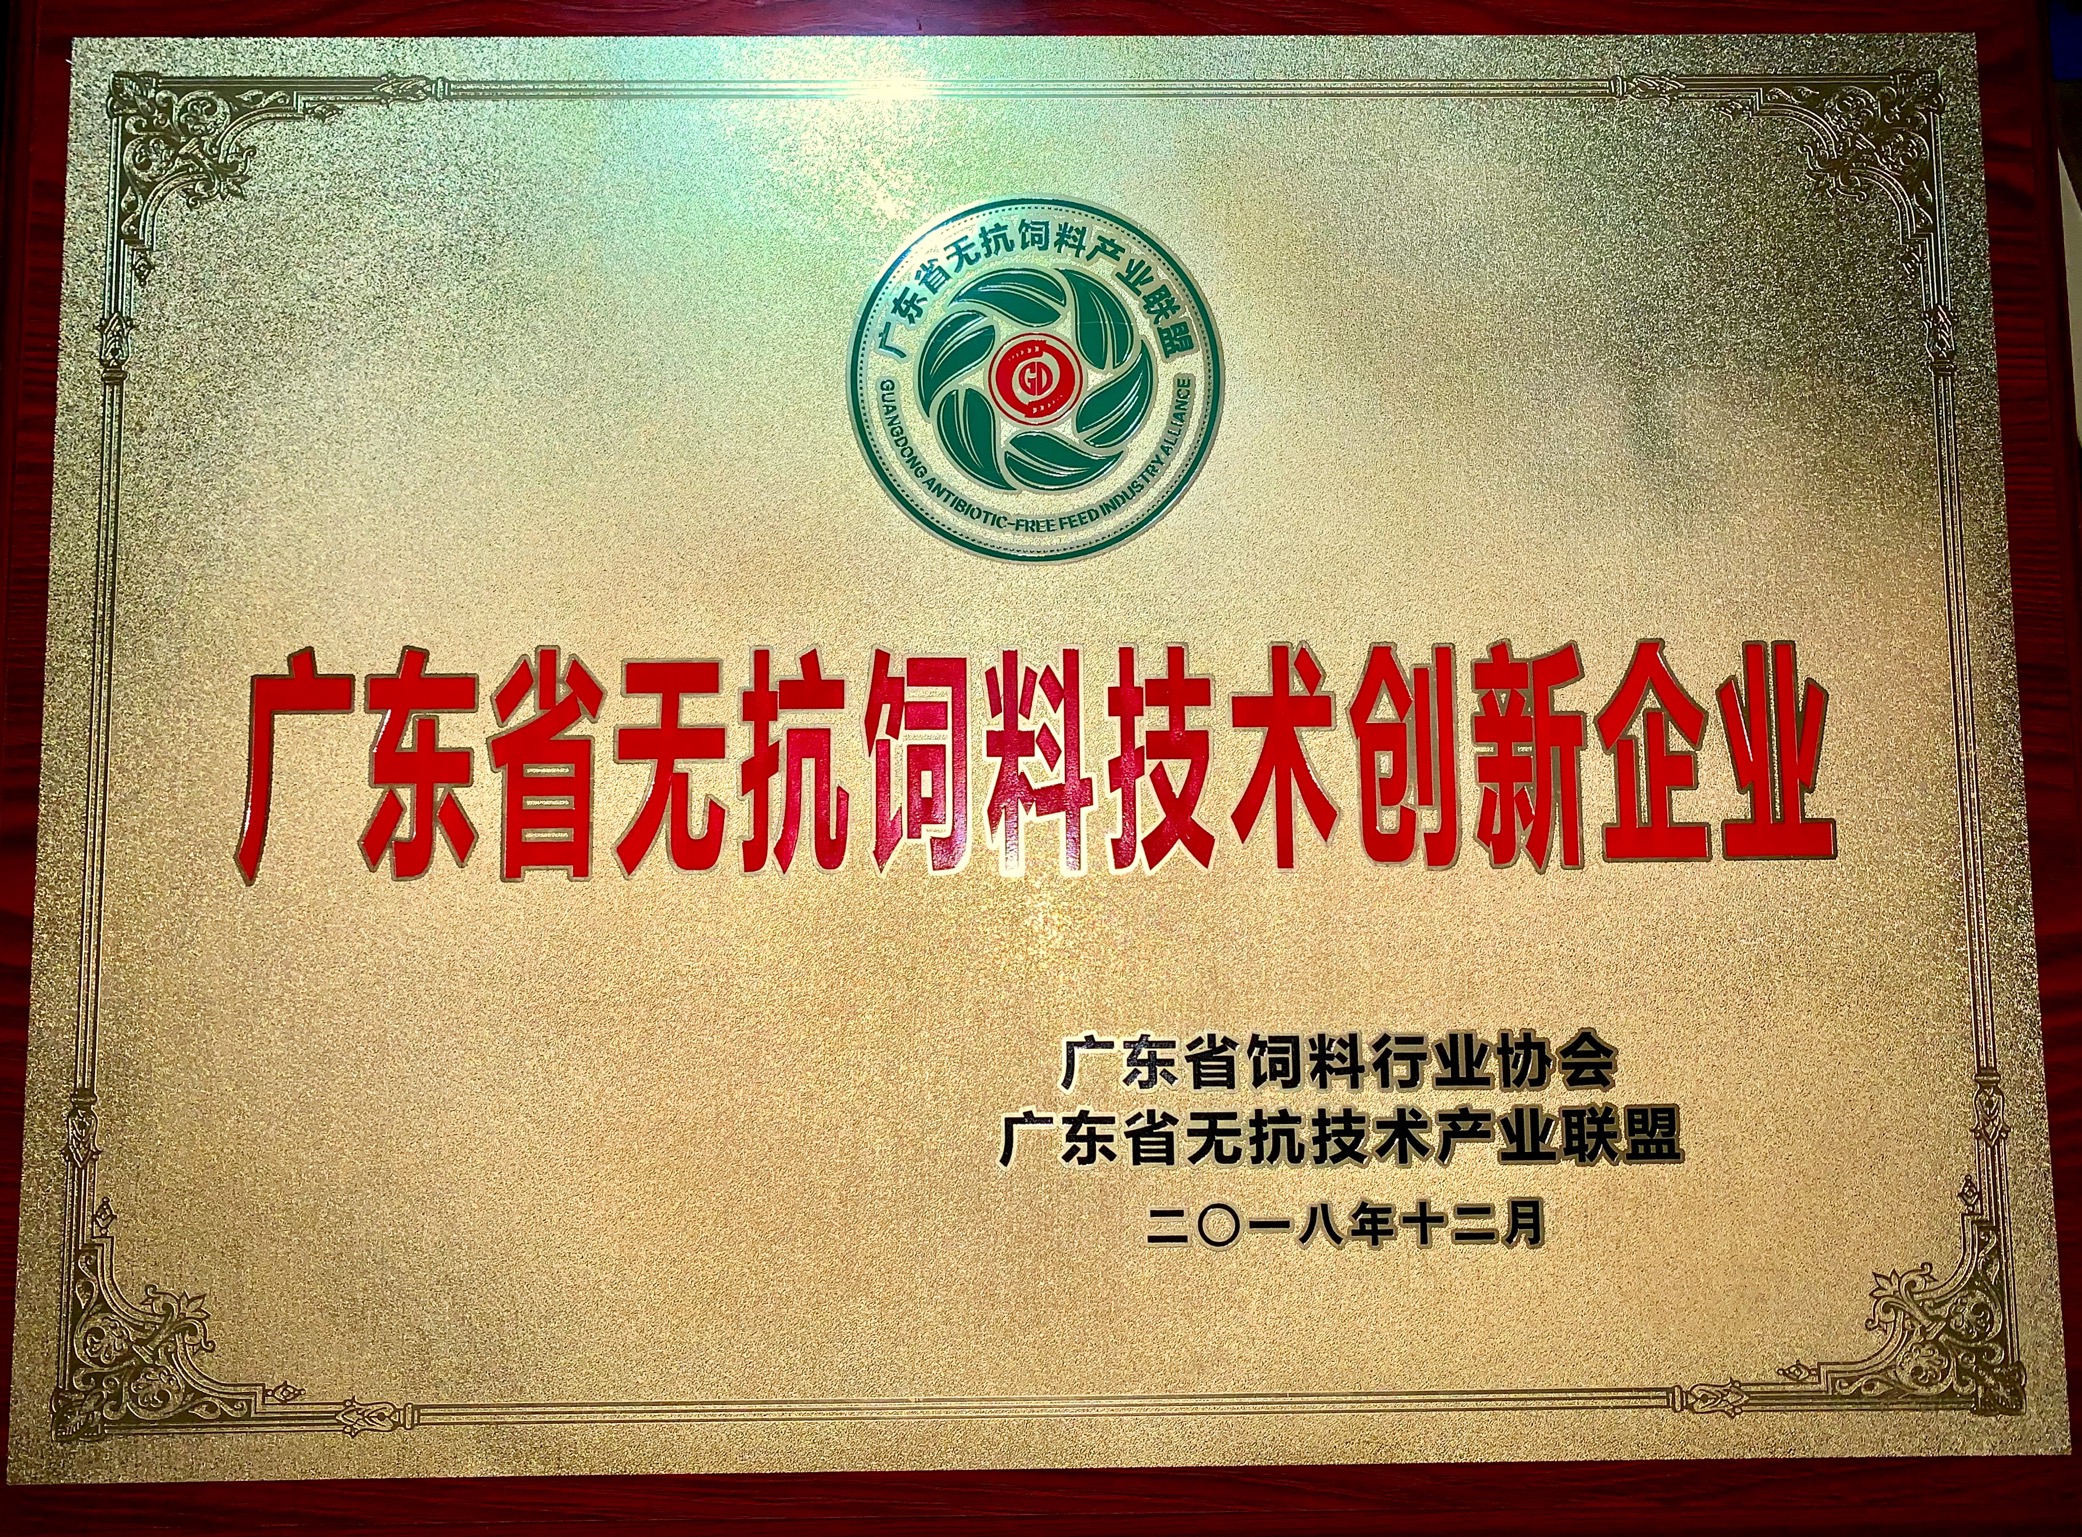 广东省无抗饲料产业联盟
GD
GUANGDONG ANTIBIOTIC-FREE FEED INDUSTRY ALLIANCE
广东省无抗饲料技术创新企业
广东省饲料行业协会
广东省无抗技术产业联盟
二〇一八年十二月